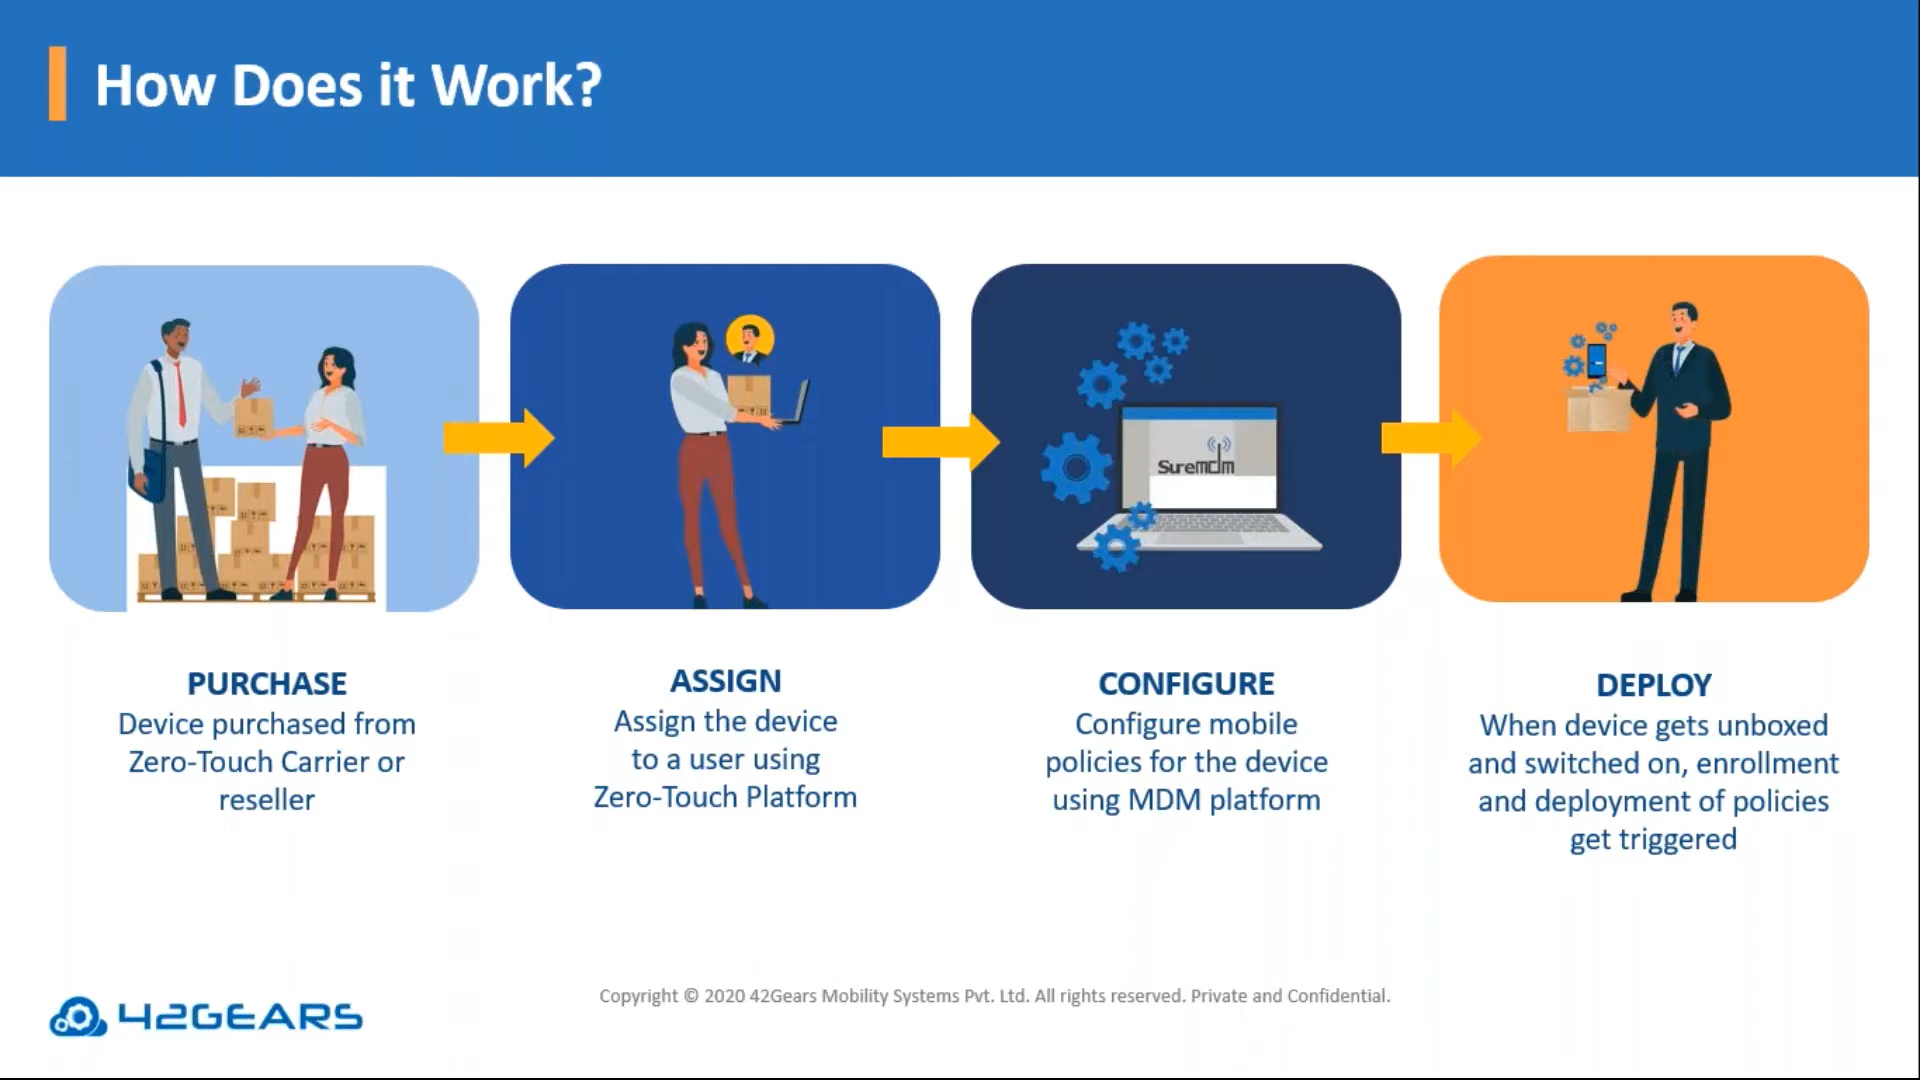 How Does it Work?
SureMDM
PURCHASE
Device purchased from
Zero-Touch Carrier or
reseller
ASSIGN
Assign the device
to a user using
Zero-Touch Platform
CONFIGURE
Configure mobile
policies for the device
using MDM platform
DEPLOY
When device gets unboxed
and switched on, enrollment
and deployment of policies
get triggered
42GEARS
Copyright © 2020 42Gears Mobility Systems Pvt. Ltd. All rights reserved. Private and Confidential.